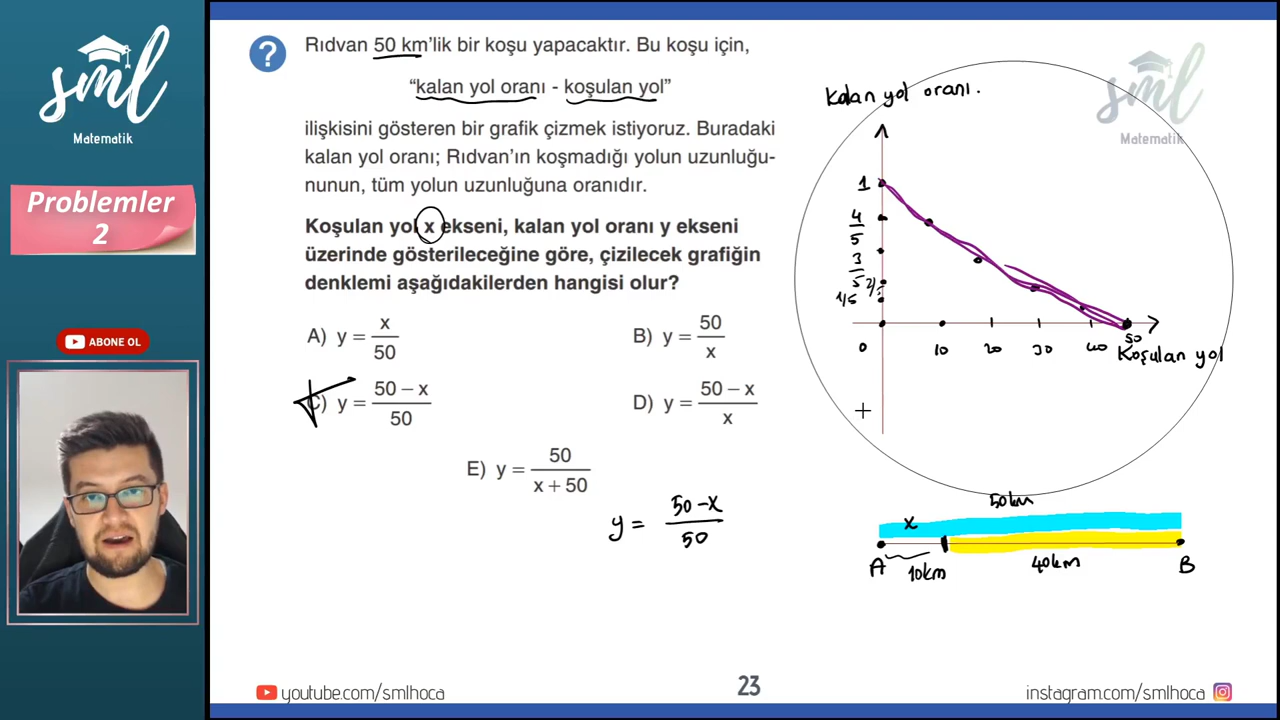 sml
Matematik
Problemler
2
ABONE OL
?
Rıdvan 50 km'lik bir koşu yapacaktır. Bu koşu için,
“kalan yol oranı - koşulan yol”
ilişkisini gösteren bir grafik çizmek istiyoruz. Buradaki
kalan yol oranı; Rıdvan'ın koşmadığı yolun uzunluğu-
nunun, tüm yolun uzunluğuna oranıdır.
Koşulan yol x ekseni, kalan yol oranı y ekseni
üzerinde gösterileceğine göre, çizilecek grafiğin
denklemi aşağıdakilerden hangisi olur?
A) y = x/50
B) y = 50/x
C) y = 50 – x/50
D) y = 50 – x/x
E) y = 50/x + 50
y = 50-x/50
sml
Matematik
Kalan yol oranı.
1
4/5
3/5
2/5
1/5
0 10 20 30 40 50
Koşulan yol
50km
x
A 10km 40km B
youtube.com/smlhoca
23
instagram.com/smlhoca